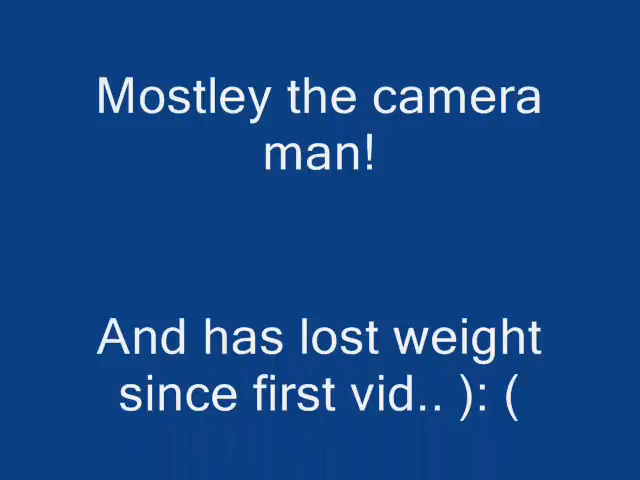 Mostley the camera
man!
And has lost weight
since first vid.. ): (